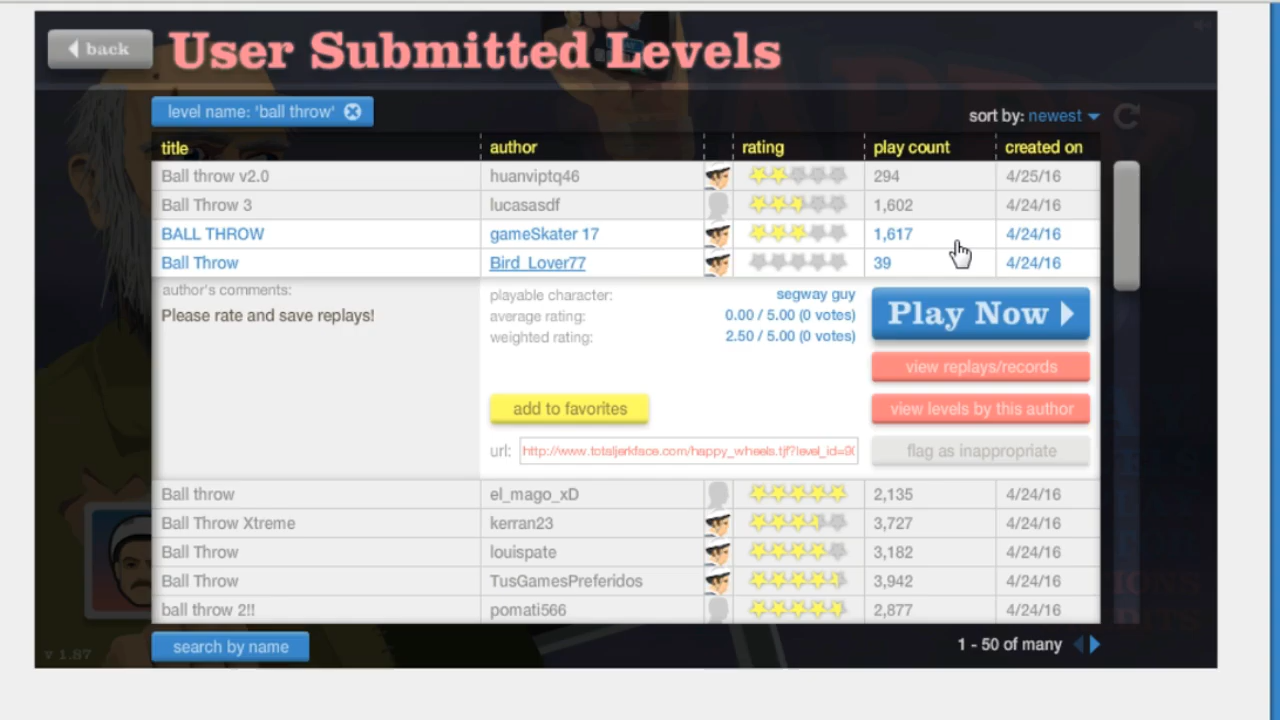 back
User Submitted Levels
level name: 'ball throw'
sort by: newest
title author rating play count created on
Ball throw v2.0 huanviptq46 294 4/25/16
Ball Throw 3 lucasasdf 1,602 4/24/16
BALL THROW gameSkater 17 1,617 4/24/16
Ball Throw Bird_Lover77 39 4/24/16
author's comments:
Please rate and save replays!
playable character: segway guy
average rating: 0.00 / 5.00 (0 votes)
weighted rating: 2.50 / 5.00 (0 votes)
Play Now
view replays/records
add to favorites
view levels by this author
url: http://www.totaljerkface.com/happy_wheels.tjf?level_id=9
flag as inappropriate
Ball throw el_mago_xD 2,135 4/24/16
Ball Throw Xtreme kerran23 3,727 4/24/16
Ball Throw louispate 3,182 4/24/16
Ball Throw TusGamesPreferidos 3,942 4/24/16
ball throw 2!! pomati566 2,877 4/24/16
search by name
1 - 50 of many
v 1.87